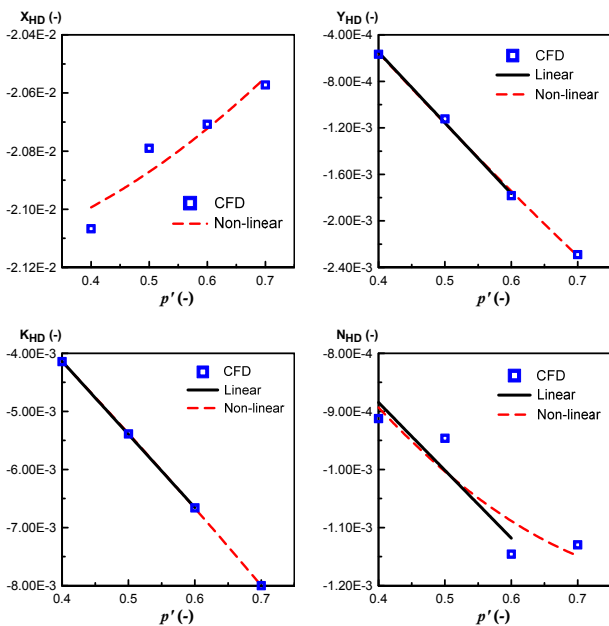 X_HD (-)
-2.04E-2
-2.06E-2
-2.08E-2
-2.10E-2
-2.12E-2
CFD
Non-linear
0.4 0.5 0.6 0.7
p' (-)
Y_HD (-)
-4.00E-4
-8.00E-4
-1.20E-3
-1.60E-3
-2.00E-3
-2.40E-3
CFD
Linear
Non-linear
0.4 0.5 0.6 0.7
p' (-)
K_HD (-)
-4.00E-3
-5.00E-3
-6.00E-3
-7.00E-3
-8.00E-3
CFD
Linear
Non-linear
0.4 0.5 0.6 0.7
p' (-)
N_HD (-)
-8.00E-4
-9.00E-4
-1.00E-3
-1.10E-3
-1.20E-3
CFD
Linear
Non-linear
0.4 0.5 0.6 0.7
p' (-)